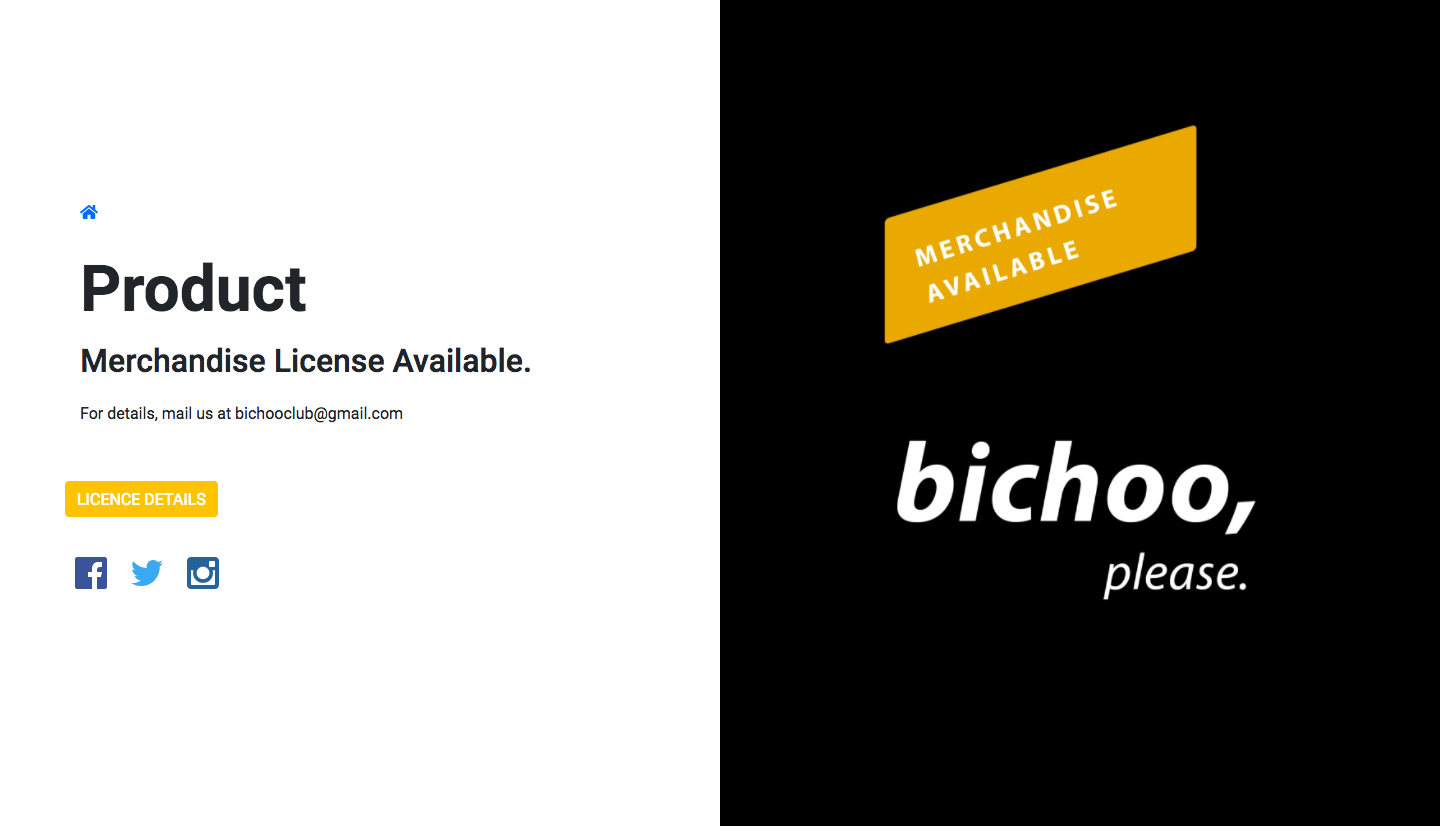 Product
Merchandise License Available.
For details, mail us at bichooclub@gmail.com
LICENCE DETAILS
MERCHANDISE
AVAILABLE
bichoo,
please.